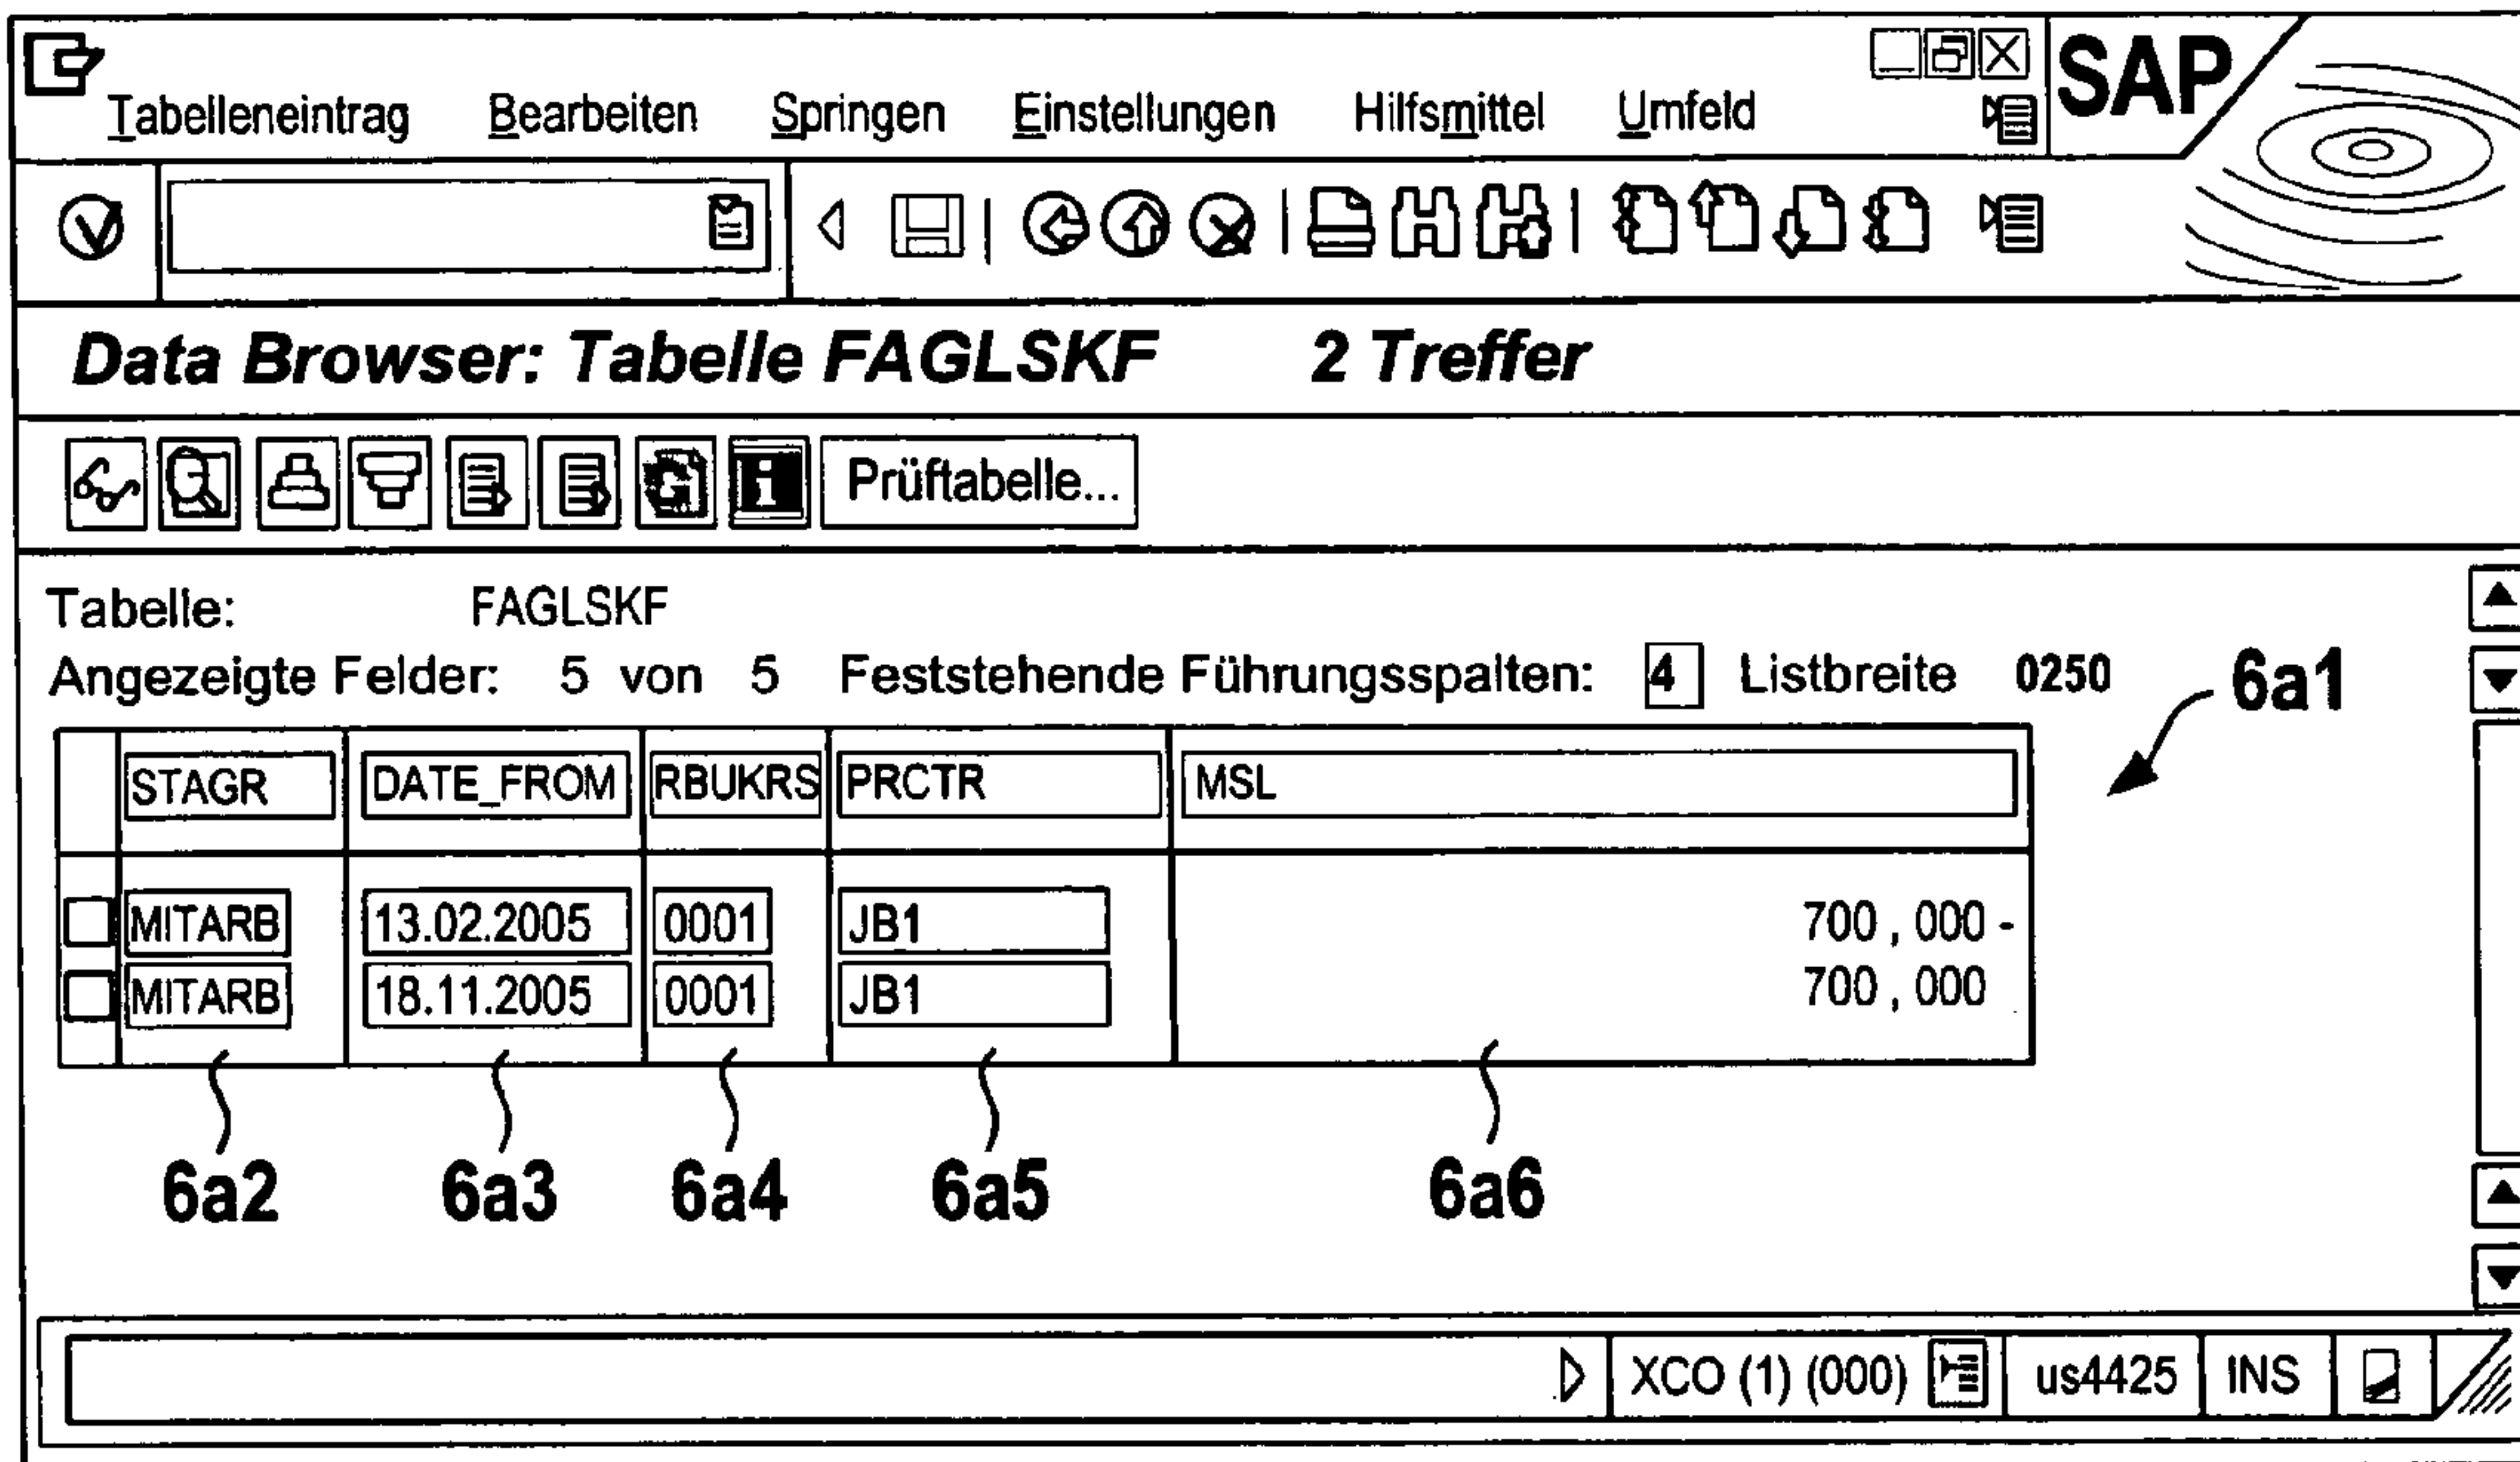 SAP
Tabelleneintrag Bearbeiten Springen Einstellungen Hilfsmittel Umfeld
Data Browser: Tabelle FAGLSKF 2 Treffer
Prüftabelle...
Tabelle: FAGLSKF
Angezeigte Felder: 5 von 5 Feststehende Führungsspalten: 4 Listbreite 0250
6a1
STAGR DATE_FROM RBUKRS PRCTR MSL
MITARB 13.02.2005 0001 JB1 700 , 000 -
MITARB 18.11.2005 0001 JB1 700 , 000
6a2 6a3 6a4 6a5 6a6
XCO (1) (000) us4425 INS